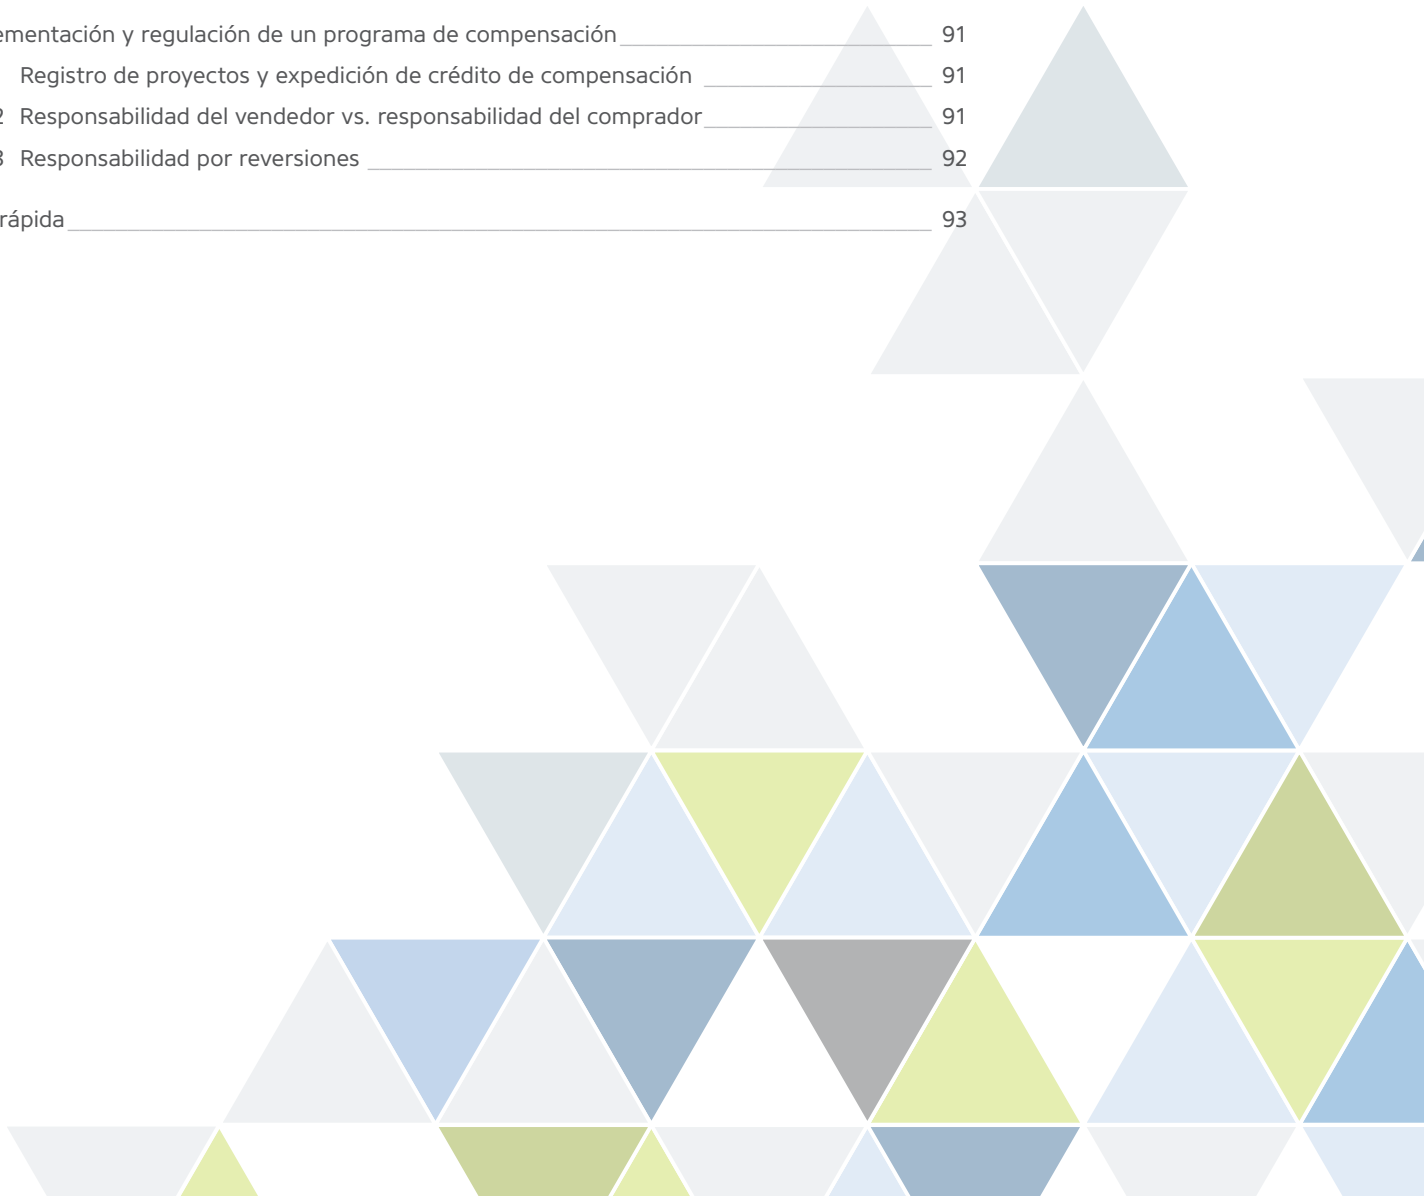 ementación y regulación de un programa de compensación 91
Registro de proyectos y expedición de crédito de compensación 91
2 Responsabilidad del vendedor vs. responsabilidad del comprador 91
3 Responsabilidad por reversiones 92
rápida 93